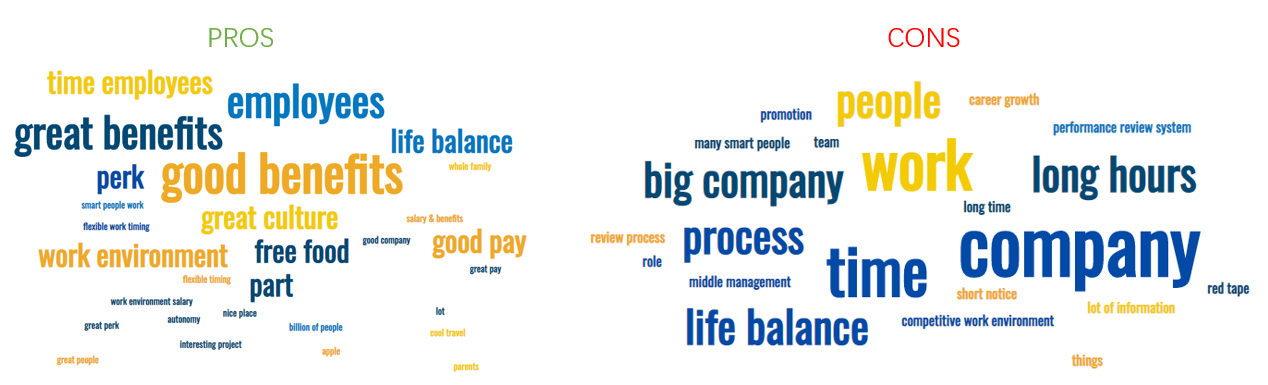 PROS
time employees
employees
great benefits
life balance
perk
good benefits
whole family
smart people work
great culture
salary & benefits
flexible work timing
work environment
free food
good company
good pay
great pay
flexible timing
part
work environment salary
nice place
lot
great perk
autonomy
billion of people
cool travel
interesting project
apple
great people
parents
CONS
people
career growth
promotion
performance review system
many smart people
team
work
big company
long hours
long time
review process
process
company
role
middle management
time
short notice
red tape
lot of information
life balance
competitive work environment
things